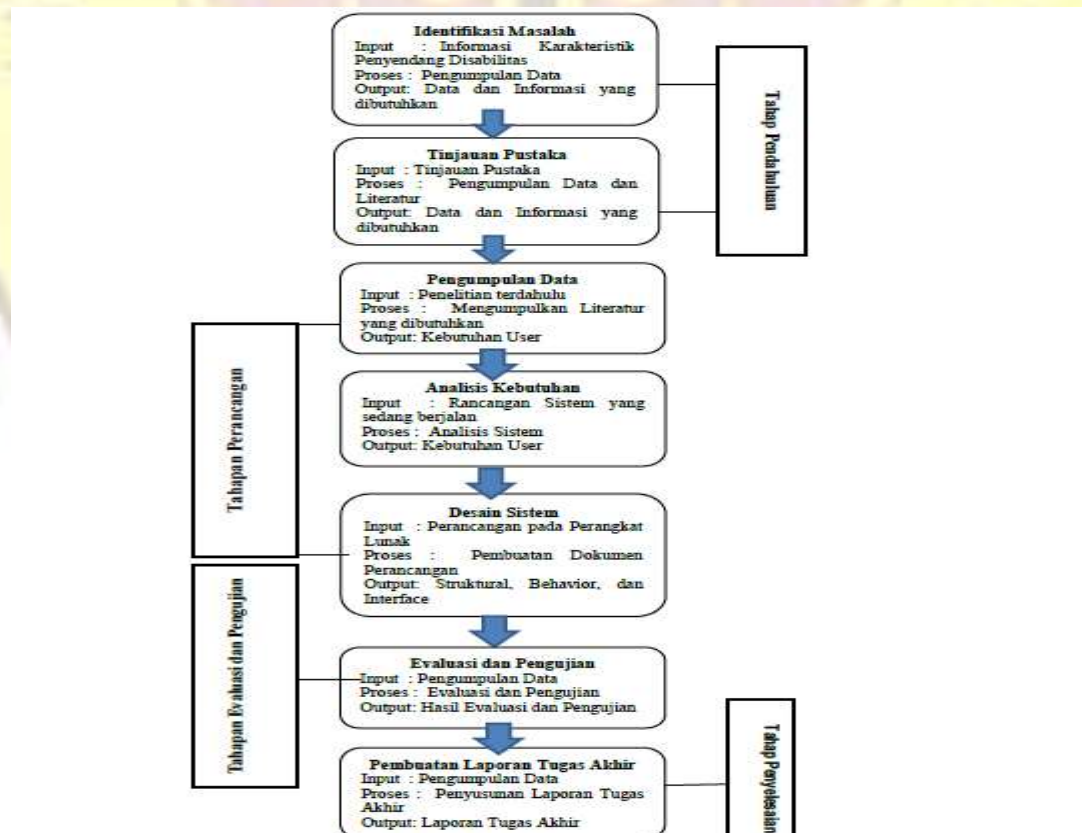 Identifikasi Masalah
Input : Informasi Karakteristik
Penyendang Disabilitas
Proses : Pengumpulan Data
Output: Data dan Informasi yang
dibutuhkan
Tahap Pendahuluan
Tinjauan Pustaka
Input : Tinjauan Pustaka
Proses : Pengumpulan Data dan
Literatur
Output: Data dan Informasi yang
dibutuhkan
Pengumpulan Data
Input : Penelitian terdahulu
Proses : Mengumpulkan Literatur
yang dibutuhkan
Output: Kebutuhan User
Tahapan Perancangan
Analisis Kebutuhan
Input : Rancangan Sistem yang
sedang berjalan
Proses : Analisis Sistem
Output: Kebutuhan User
Desain Sistem
Input : Perancangan pada Perangkat
Lunak
Proses : Pembuatan Dokumen
Perancangan
Output: Struktural, Behavior, dan
Interface
Tahapan Evaluasi dan Pengujian
Evaluasi dan Pengujian
Input : Pengumpulan Data
Proses : Evaluasi dan Pengujian
Output: Hasil Evaluasi dan Pengujian
Pembuatan Laporan Tugas Akhir
Input : Pengumpulan Data
Proses : Penyusunan Laporan Tugas
Akhir
Output: Laporan Tugas Akhir
Tahap Penyelesaian